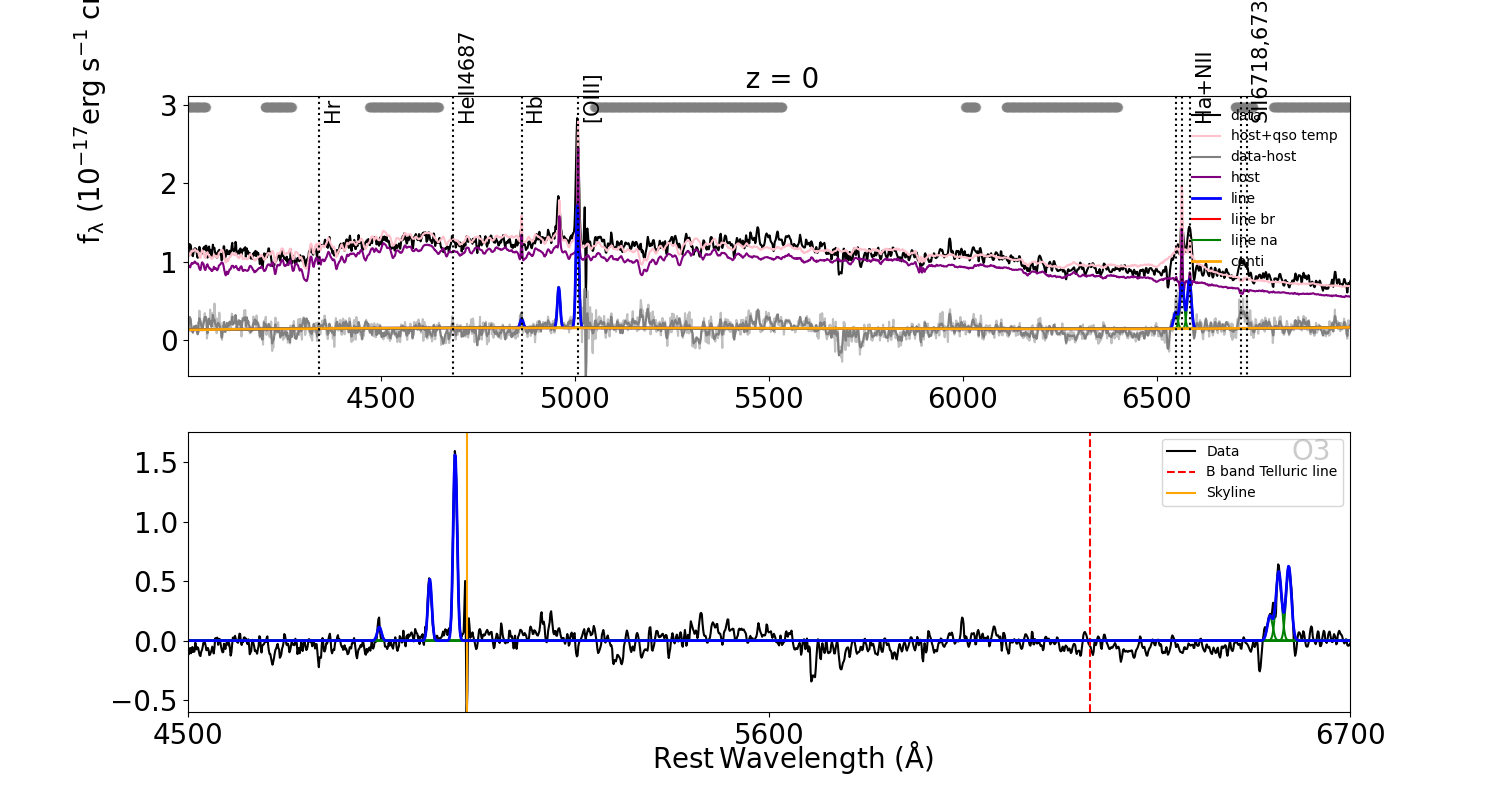 z = 0
f_λ (10^−17 erg s^−1
3
2
1
0
Hr
HeII4687
Hb
[OIII]
Ha+NII
SII6718,673
data
host+qso temp
data-host
host
line
line br
line na
conti
4500 5000 5500 6000 6500
O3
Data
B band Telluric line
Skyline
1.5
1.0
0.5
0.0
−0.5
4500 5600 6700
Rest Wavelength (Å)